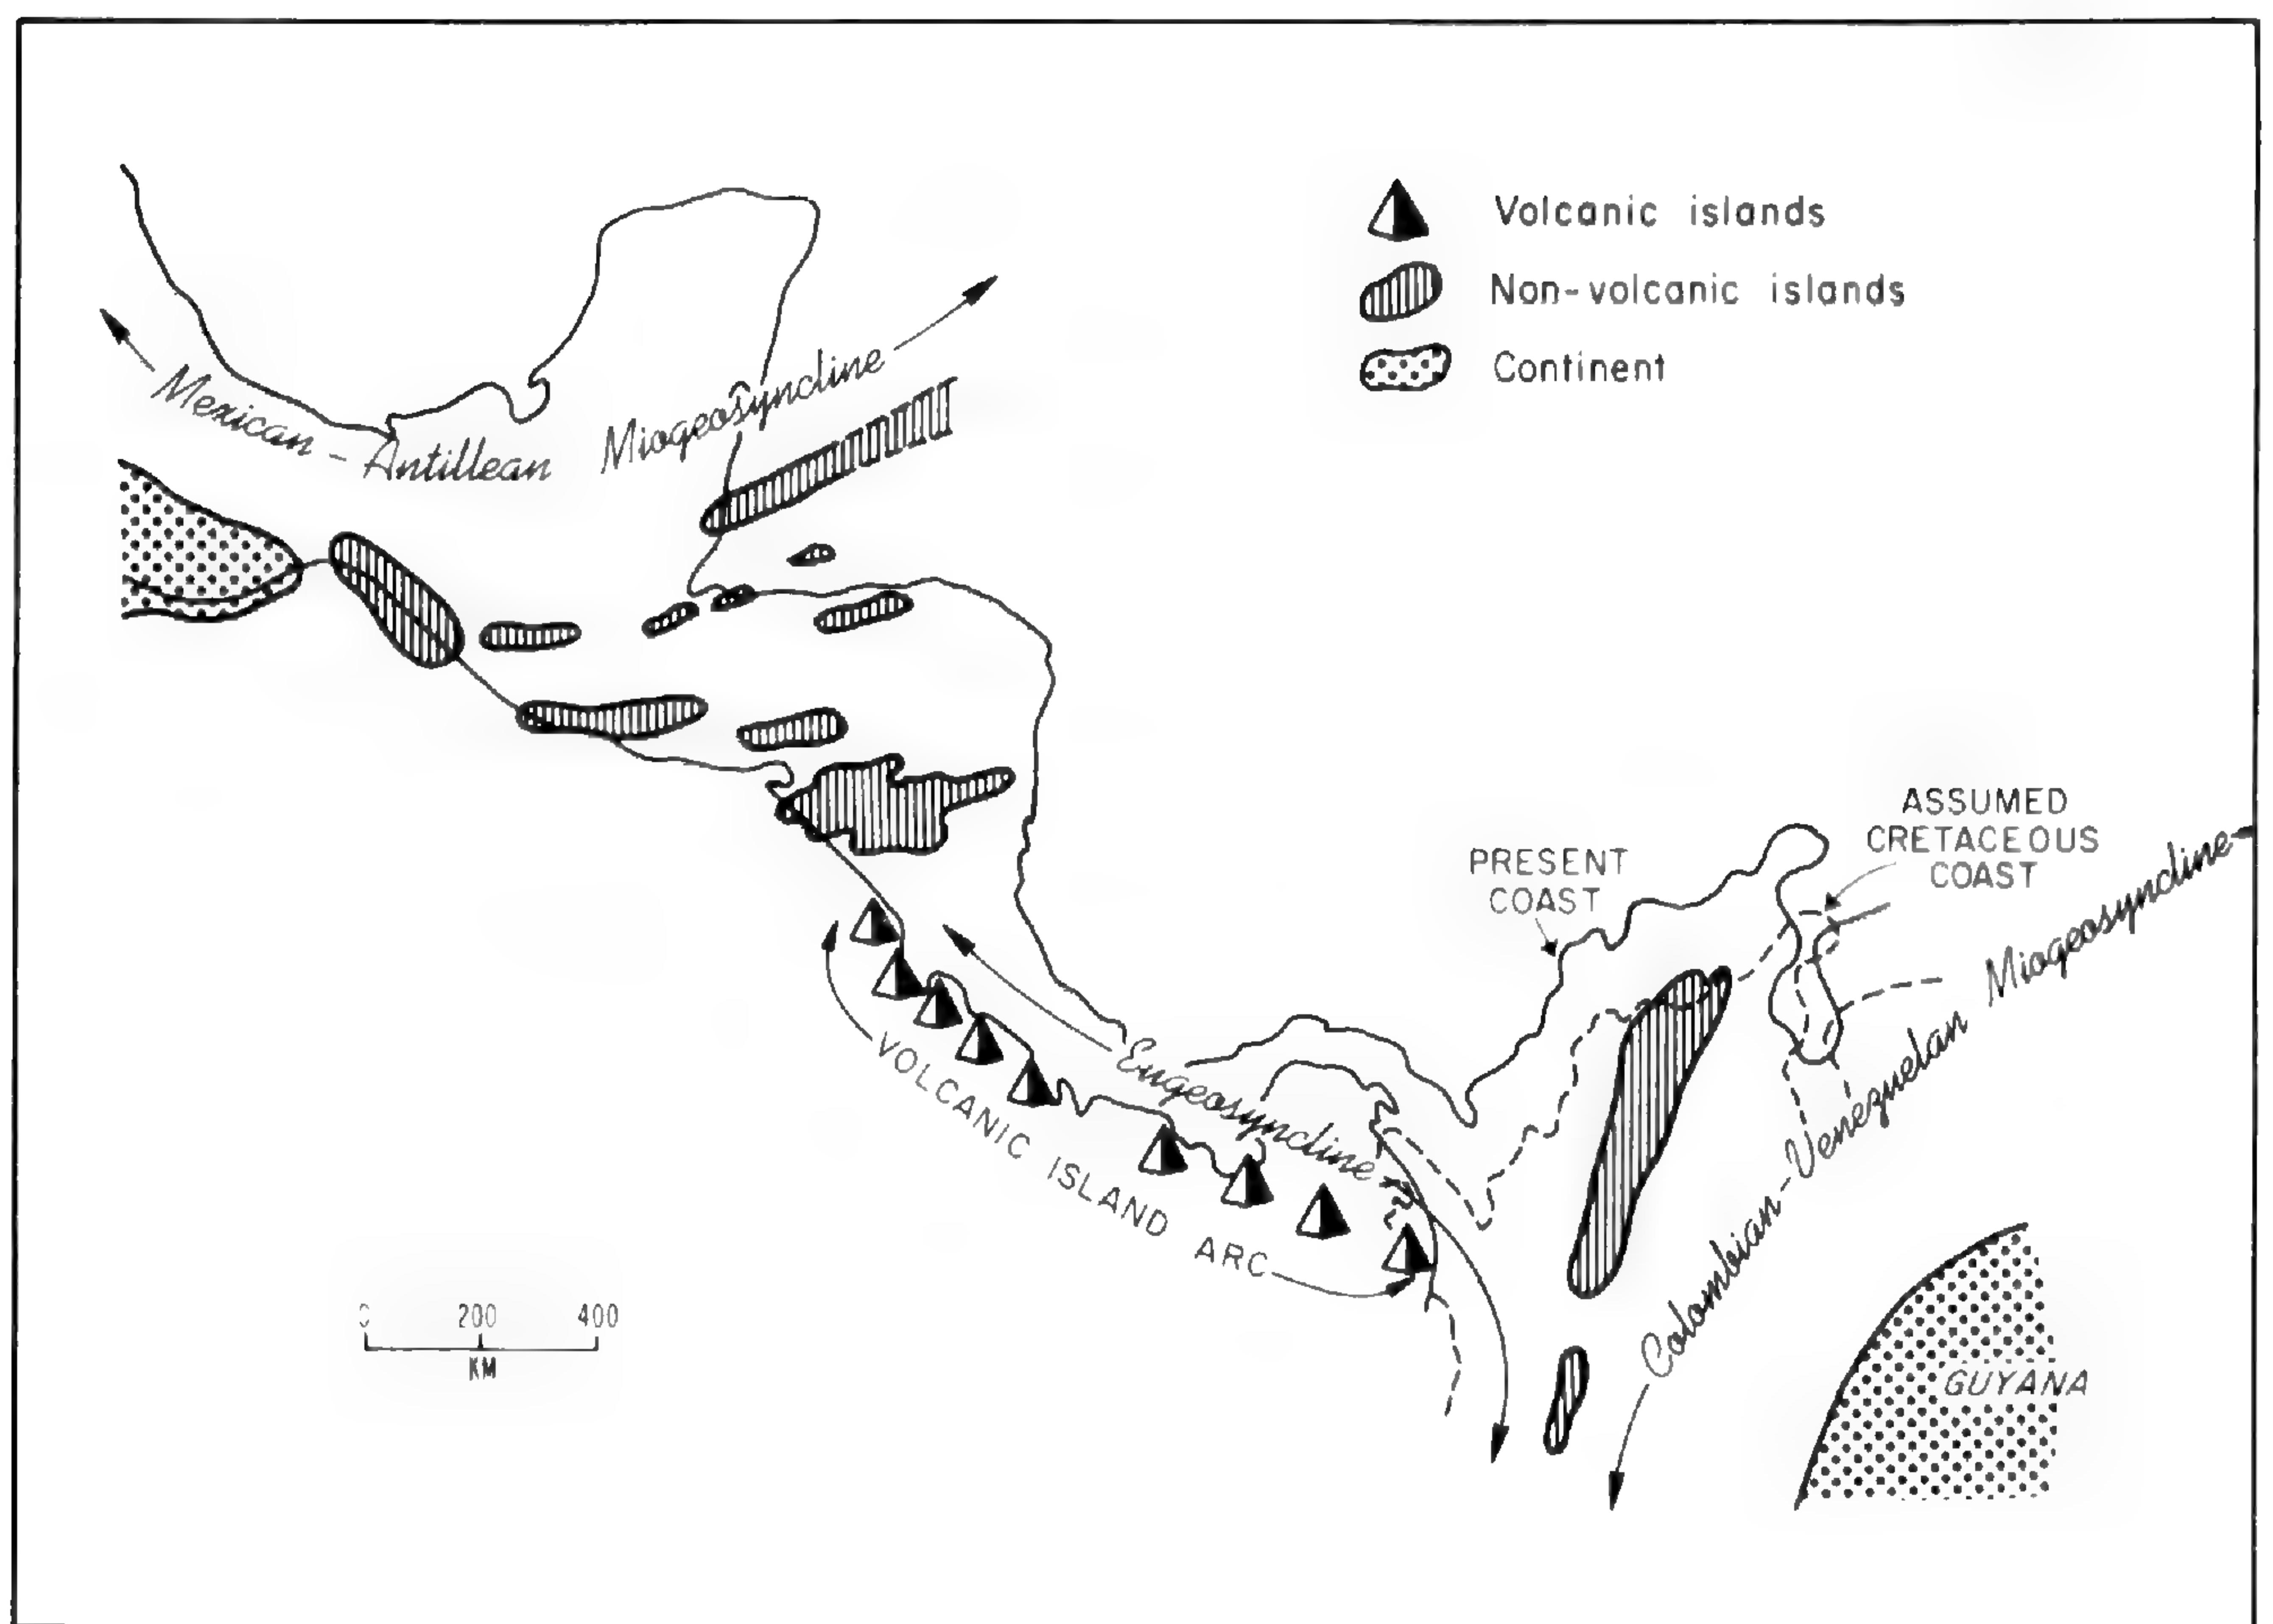 Volcanic islands
Non-volcanic islands
Continent
Mexican - Antillean Miogeosyncline
ASSUMED
CRETACEOUS
COAST
PRESENT
COAST
Colombian-Venezuelan Miogeosyncline
Eugeosyncline
VOLCANIC ISLAND ARC
0 200 400
KM
GUYANA